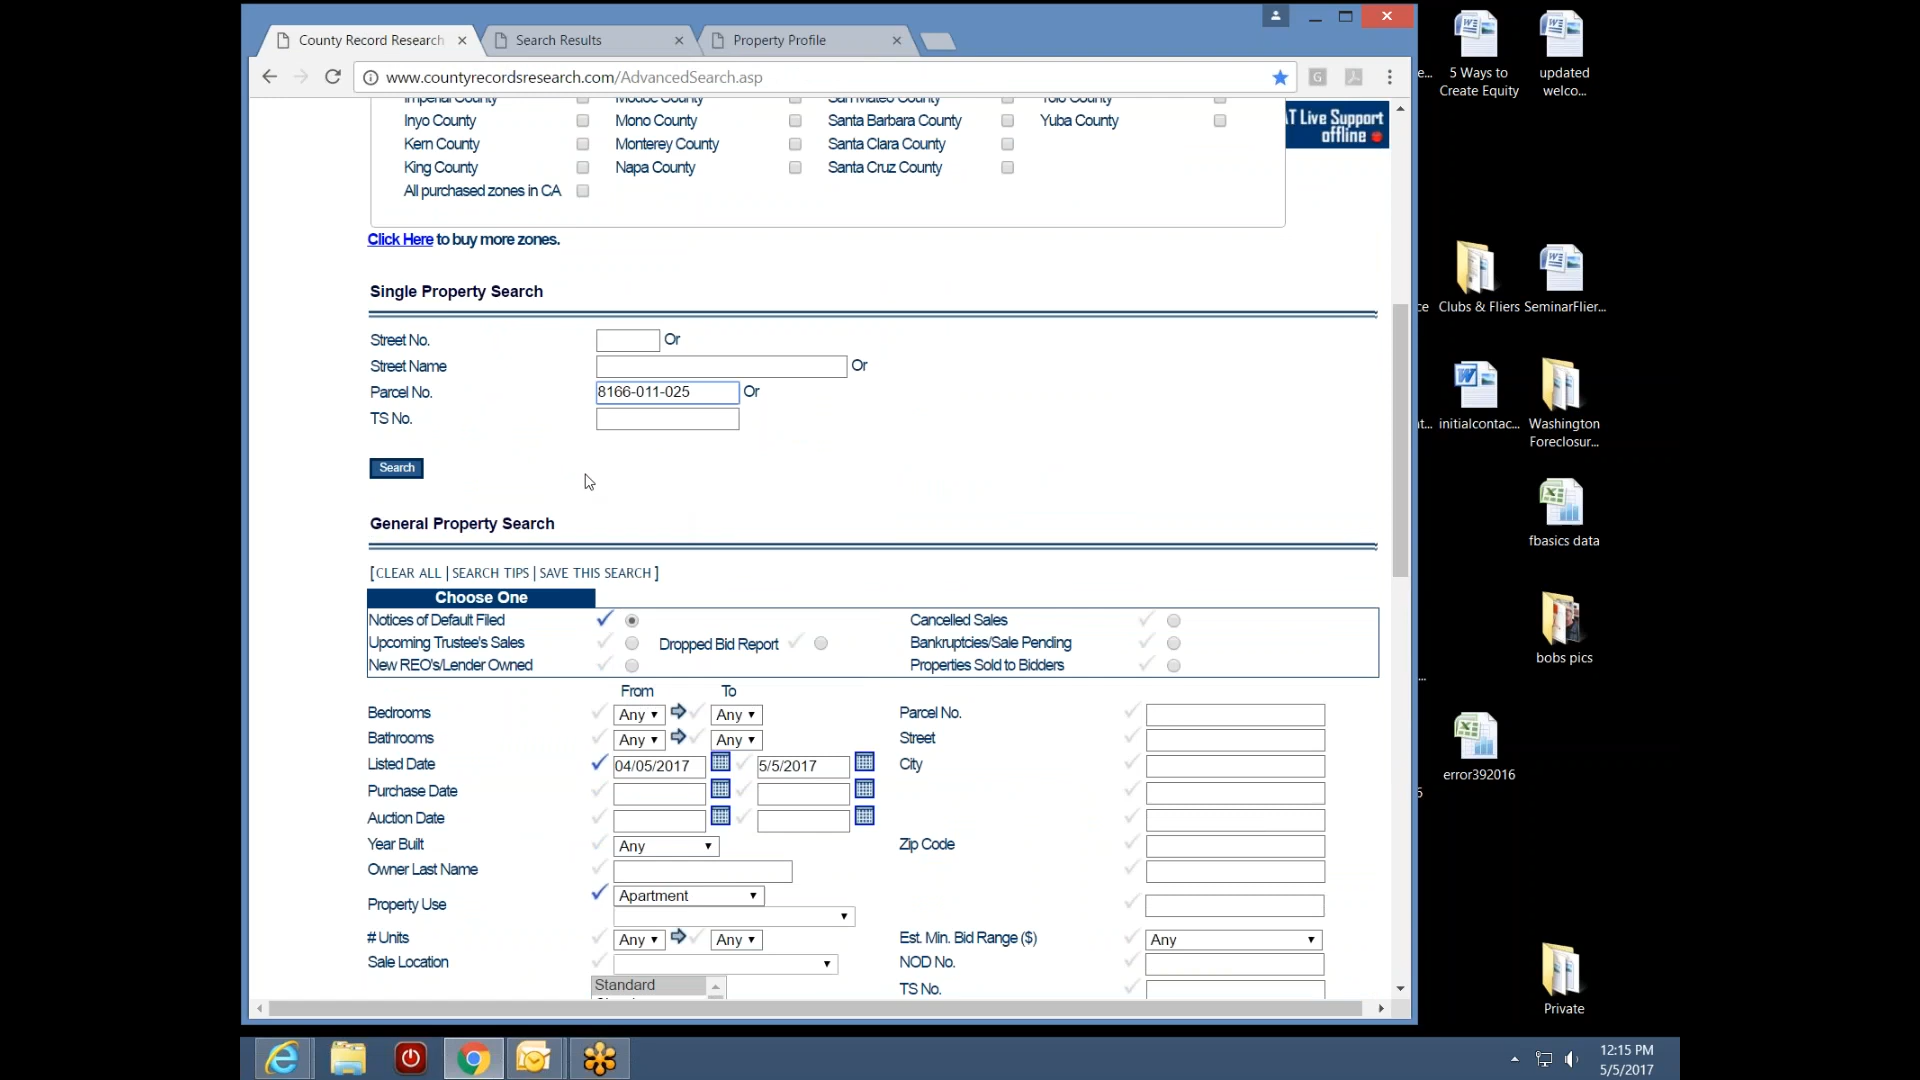 County Record Research
Search Results
Property Profile
www.countyrecordsresearch.com/AdvancedSearch.asp
Imperial County Modoc County San Mateo County Yolo County
Inyo County Mono County Santa Barbara County Yuba County
Kern County Monterey County Santa Clara County
King County Napa County Santa Cruz County
All purchased zones in CA
T Live Support
offline
Click Here to buy more zones.
Single Property Search
Street No. Or
Street Name Or
Parcel No. 8166-011-025 Or
TS No.
Search
General Property Search
[CLEAR ALL | SEARCH TIPS | SAVE THIS SEARCH ]
Choose One
Notices of Default Filed Cancelled Sales
Upcoming Trustee's Sales Dropped Bid Report Bankruptcies/Sale Pending
New REO's/Lender Owned Properties Sold to Bidders
From To
Bedrooms Any Any Parcel No.
Bathrooms Any Any Street
Listed Date 04/05/2017 5/5/2017 City
Purchase Date
Auction Date
Year Built Any Zip Code
Owner Last Name
Property Use Apartment
# Units Any Any Est. Min. Bid Range ($) Any
Sale Location NOD No.
Standard TS No.
5 Ways to
Create Equity
updated
welco...
Clubs & Fliers
SeminarFlier...
initialcontac...
Washington
Foreclosur...
fbasics data
bobs pics
error392016
Private
12:15 PM
5/5/2017